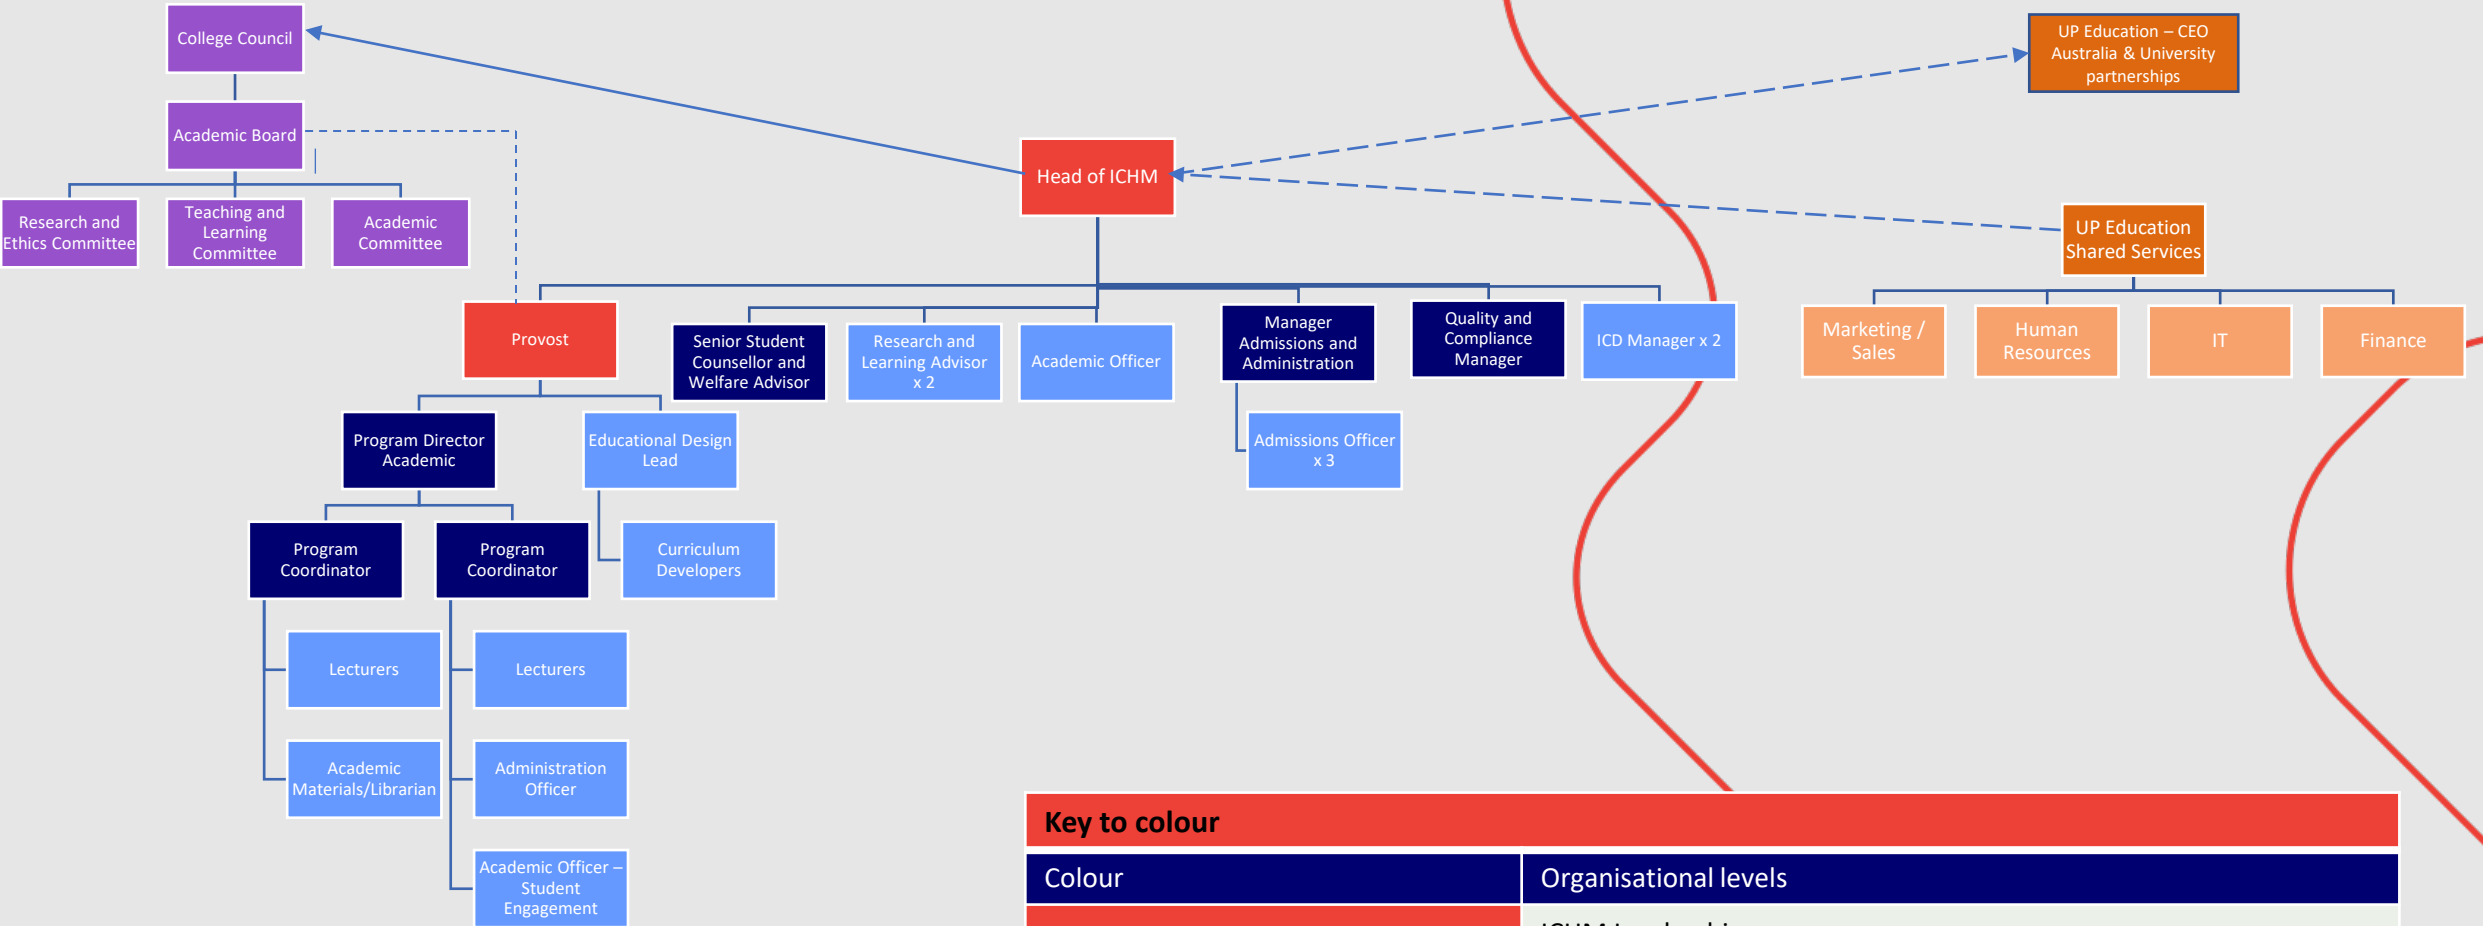 College Council
UP Education – CEO
Australia & University
partnerships
Academic Board
Head of ICHM
Research and
Ethics Committee
Teaching and
Learning
Committee
Academic
Committee
UP Education
Shared Services
Provost
Senior Student
Counsellor and
Welfare Advisor
Research and
Learning Advisor
x 2
Academic Officer
Manager
Admissions and
Administration
Quality and
Compliance
Manager
ICD Manager x 2
Marketing /
Sales
Human
Resources
IT
Finance
Program Director
Academic
Educational Design
Lead
Admissions Officer
x 3
Program
Coordinator
Program
Coordinator
Curriculum
Developers
Lecturers
Lecturers
Academic
Materials/Librarian
Administration
Officer
Academic Officer –
Student
Engagement
Key to colour
Colour
Organisational levels